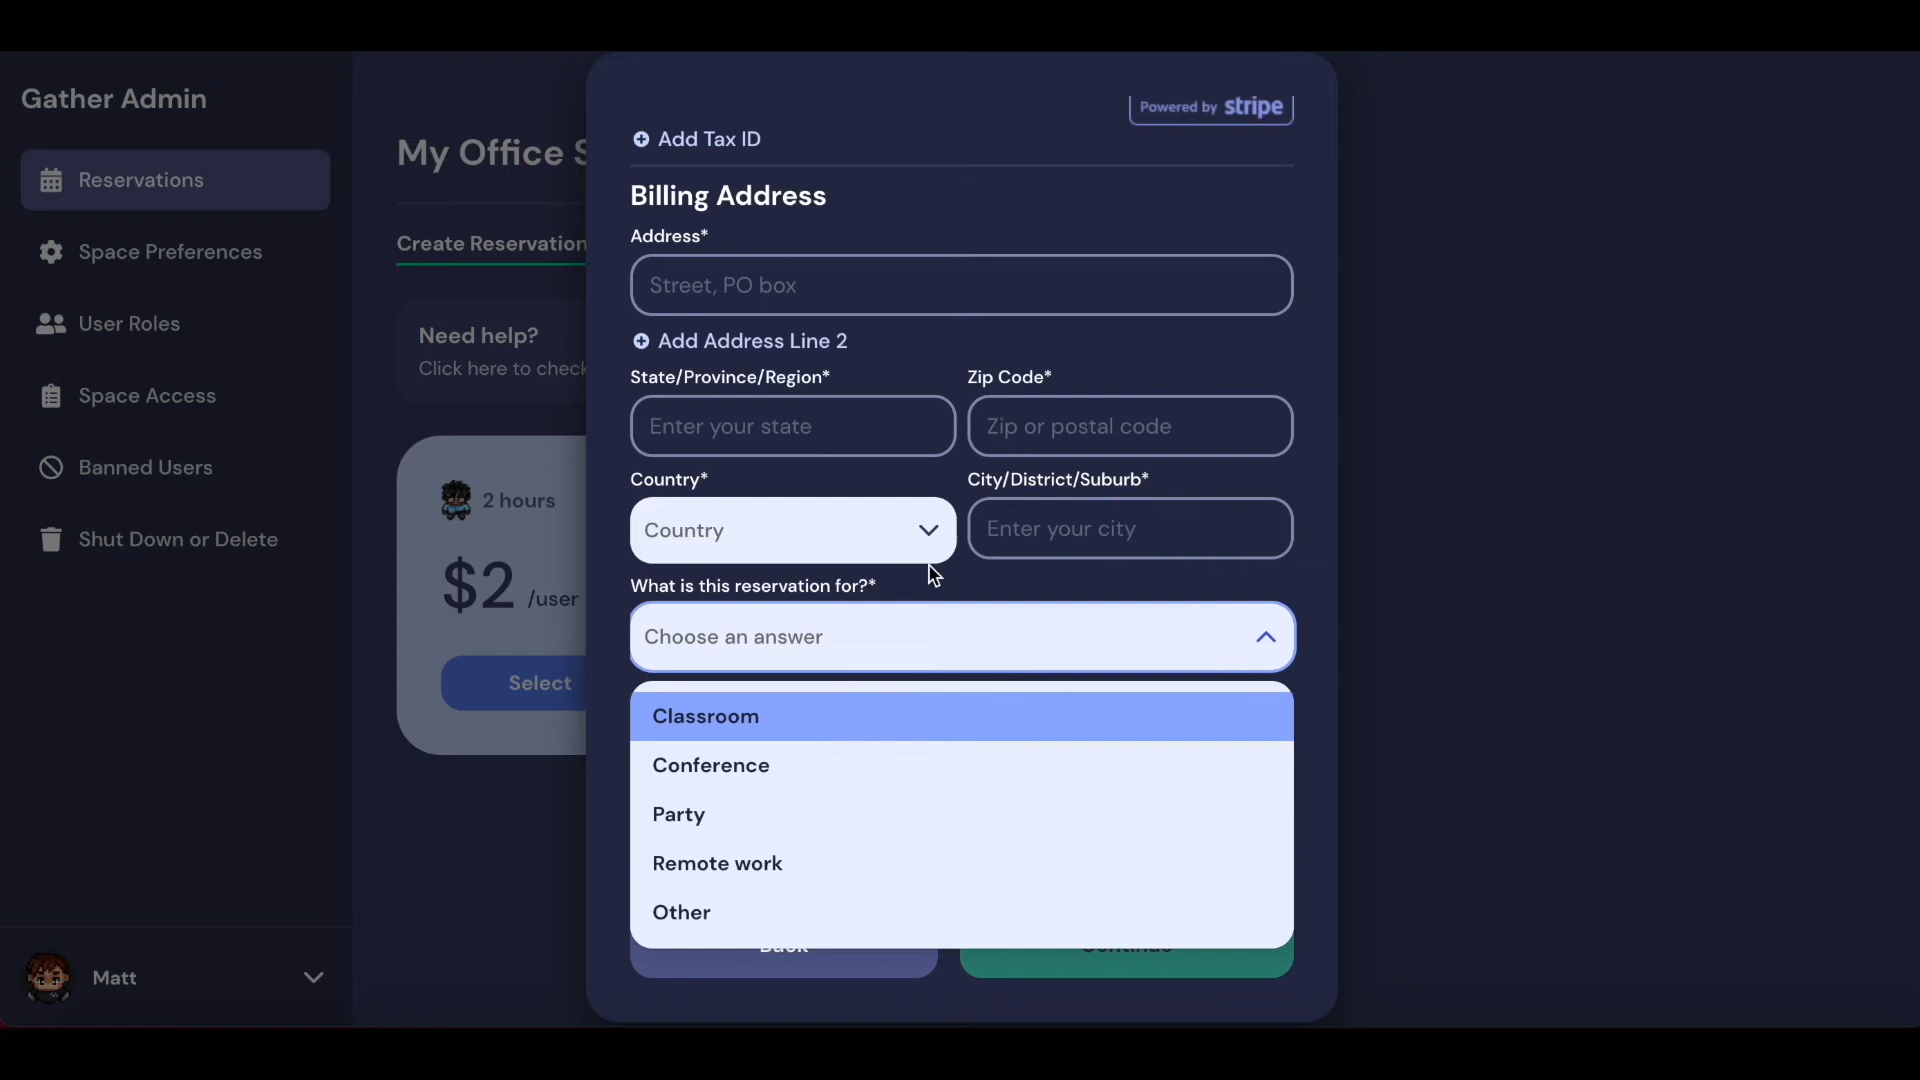 Gather Admin
Reservations
Space Preferences
User Roles
Space Access
Banned Users
Shut Down or Delete
Matt
My Office S
Create Reservation
Need help?
Click here to check
2 hours
$2 /user
Select
Powered by stripe
Add Tax ID
Billing Address
Address*
Street, PO box
Add Address Line 2
State/Province/Region* Zip Code*
Enter your state Zip or postal code
Country* City/District/Suburb*
Country Enter your city
What is this reservation for?*
Choose an answer
Classroom
Conference
Party
Remote work
Other
Back Continue